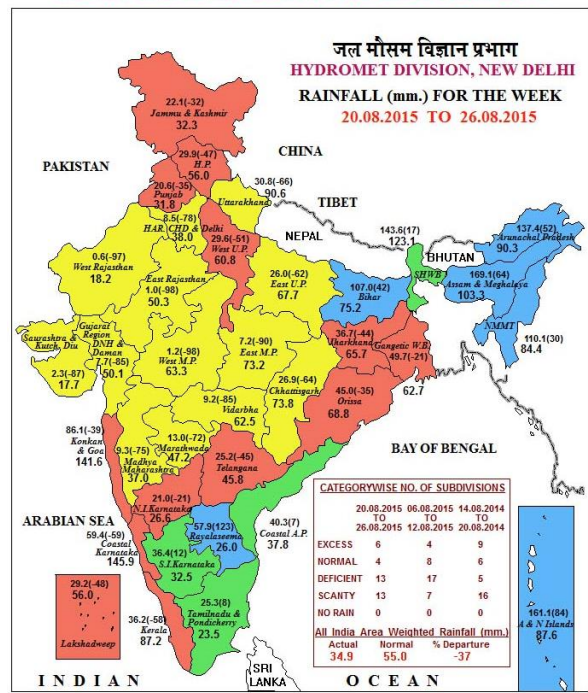 जल मौसम विज्ञान प्रभाग
HYDROMET DIVISION, NEW DELHI
RAINFALL (mm.) FOR THE WEEK
20.08.2015 TO 26.08.2015
22.1(-32)
Jammu & Kashmir
32.3
CHINA
29.9(-47)
H.P.
56.0
PAKISTAN
20.6(-35)
Punjab
31.8
30.8(-66)
90.6
Uttarakhand
TIBET
8.5(-78)
HAR. CHD & Delhi
38.0
29.6(-51)
West U.P.
60.8
NEPAL
143.6(17)
123.1
137.4(52)
Arunachal Pradesh
90.3
BHUTAN
SHWB
0.6(-97)
West Rajasthan
18.2
East Rajasthan
1.0(-98)
50.3
26.0(-62)
East U.P.
67.7
107.0(42)
Bihar
75.2
169.1(64)
Assam & Meghalaya
103.3
NMMT
110.1(30)
84.4
Saurashtra &
Kutch, Diu
2.3(-87)
17.7
Gujarat
Region
DNH &
Daman
7.7(-85)
50.1
1.2(-98)
West M.P.
63.3
7.2(-90)
East M.P.
73.2
36.7(-44)
Jharkhand
65.7
Gangetic W.B.
49.7(-21)
62.7
26.9(-64)
Chhattisgarh
73.8
9.2(-85)
Vidarbha
62.5
45.0(-35)
Orissa
68.8
86.1(-39)
Konkan
& Goa
141.6
9.3(-75)
Madhya
Maharashtra
37.0
13.0(-72)
Marathwada
47.2
25.2(-45)
Telangana
45.8
BAY OF BENGAL
ARABIAN SEA
21.0(-21)
N.I.Karnataka
26.6
57.9(123)
Rayalaseema
26.0
40.3(7)
Coastal A.P.
37.8
59.4(-59)
Coastal
Karnataka
145.9
36.4(12)
S.I.Karnataka
32.5
29.2(-48)
56.0
Lakshadweep
36.2(-58)
Kerala
87.2
25.3(8)
Tamilnadu &
Pondicherry
23.5
SRI
LANKA
CATEGORYWISE NO. OF SUBDIVISIONS
20.08.2015 06.08.2015 14.08.2014
TO TO TO
26.08.2015 12.08.2015 20.08.2014
EXCESS 6 4 9
NORMAL 4 8 6
DEFICIENT 13 17 5
SCANTY 13 7 16
NO RAIN 0 0 0
All India Area Weighted Rainfall (mm.)
Actual Normal % Departure
34.9 55.0 -37
161.1(84)
A & N Islands
87.6
INDIAN OCEAN